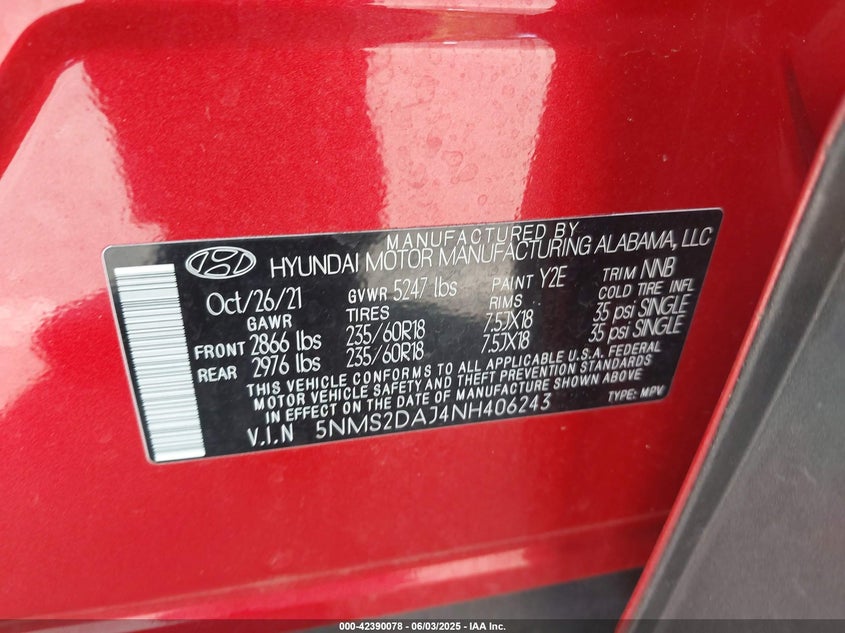 MANUFACTURED BY
HYUNDAI MOTOR MANUFACTURING ALABAMA, LLC
Oct/26/21 GVWR 5247 lbs PAINT Y2E TRIM NNB
GAWR TIRES RIMS COLD TIRE INFL
FRONT 2866 lbs 235/60R18 7.5JX18 35 psi SINGLE
REAR 2976 lbs 235/60R18 7.5JX18 35 psi SINGLE
THIS VEHICLE CONFORMS TO ALL APPLICABLE U.S.A. FEDERAL
MOTOR VEHICLE SAFETY AND THEFT PREVENTION STANDARDS
IN EFFECT ON THE DATE OF MANUFACTURE SHOWN ABOVE
V.I.N 5NMS2DAJ4NH406243 TYPE: MPV
000-42390078 - 06/03/2025 - IAA Inc.